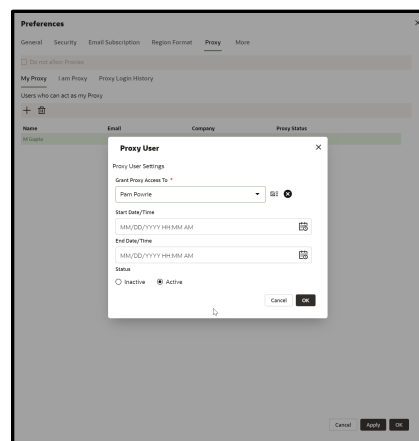 Preferences
General Security Email Subscription Region Format Proxy More
Do not allow Proxies
My Proxy I am Proxy Proxy Login History
Users who can act as my Proxy
Name Email Company Proxy Status
M Gupta
Proxy User
Proxy User Settings
Grant Proxy Access To *
Pam Powrie
Start Date/Time
MM/DD/YYYY HH:MM AM
End Date/Time
MM/DD/YYYY HH:MM AM
Status
Inactive Active
Cancel OK
Cancel Apply OK